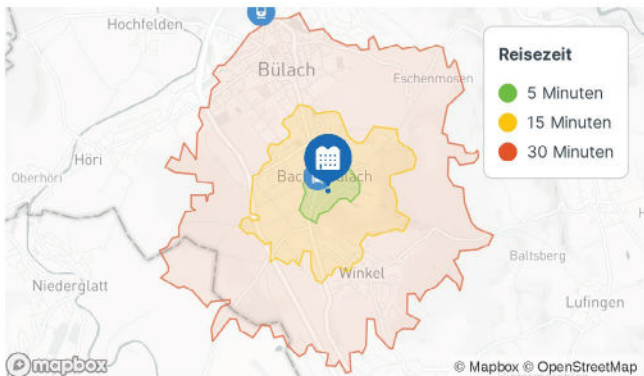 Hochfelden
Bülach
Eschenmosen
Höri
Oberhöri
Winkel
Baltsberg
Niederglatt
Lufingen
Reisezeit
5 Minuten
15 Minuten
30 Minuten
mapbox
© Mapbox © OpenStreetMap